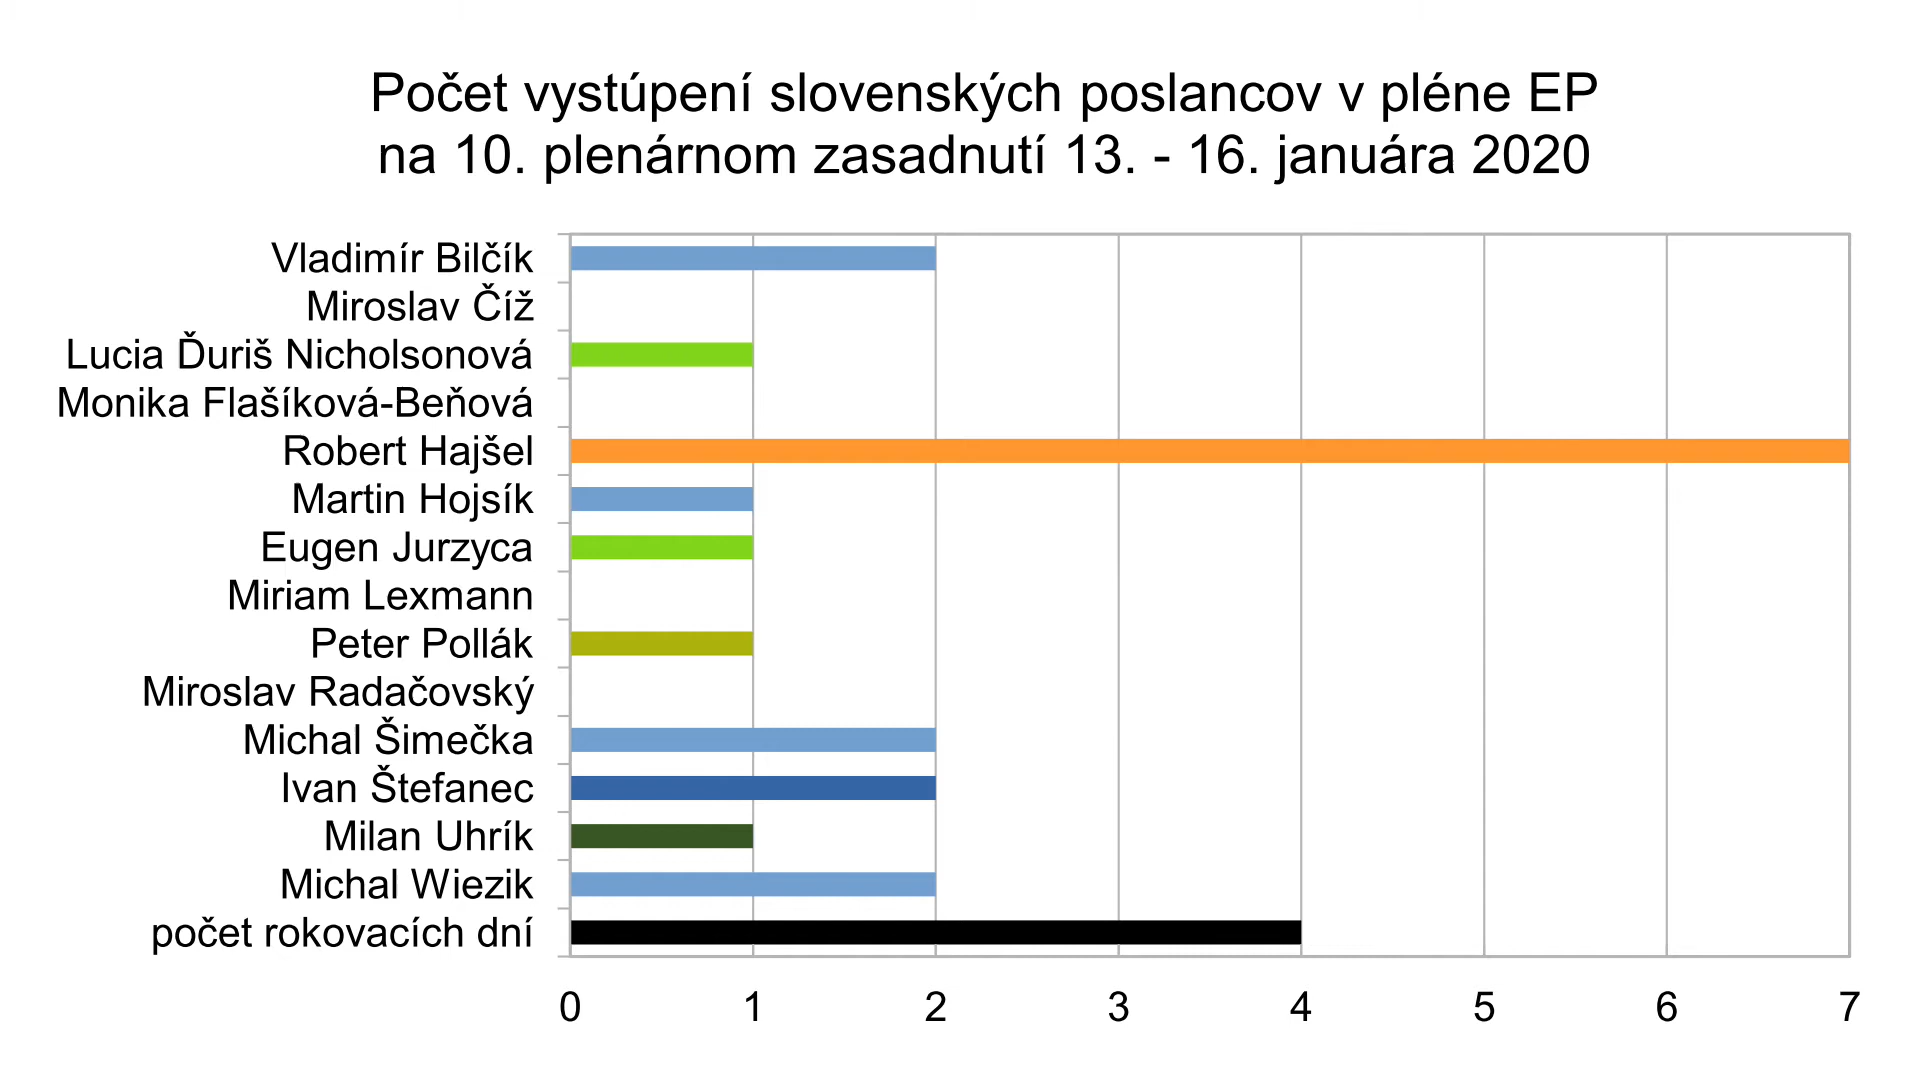 Počet vystúpení slovenských poslancov v pléne EP
na 10. plenárnom zasadnutí 13. - 16. januára 2020
Vladimír Bilčík
Miroslav Číž
Lucia Ďuriš Nicholsonová
Monika Flašíková-Beňová
Robert Hajšel
Martin Hojsík
Eugen Jurzyca
Miriam Lexmann
Peter Pollák
Miroslav Radačovský
Michal Šimečka
Ivan Štefanec
Milan Uhrík
Michal Wiezik
počet rokovacích dní
0 1 2 3 4 5 6 7